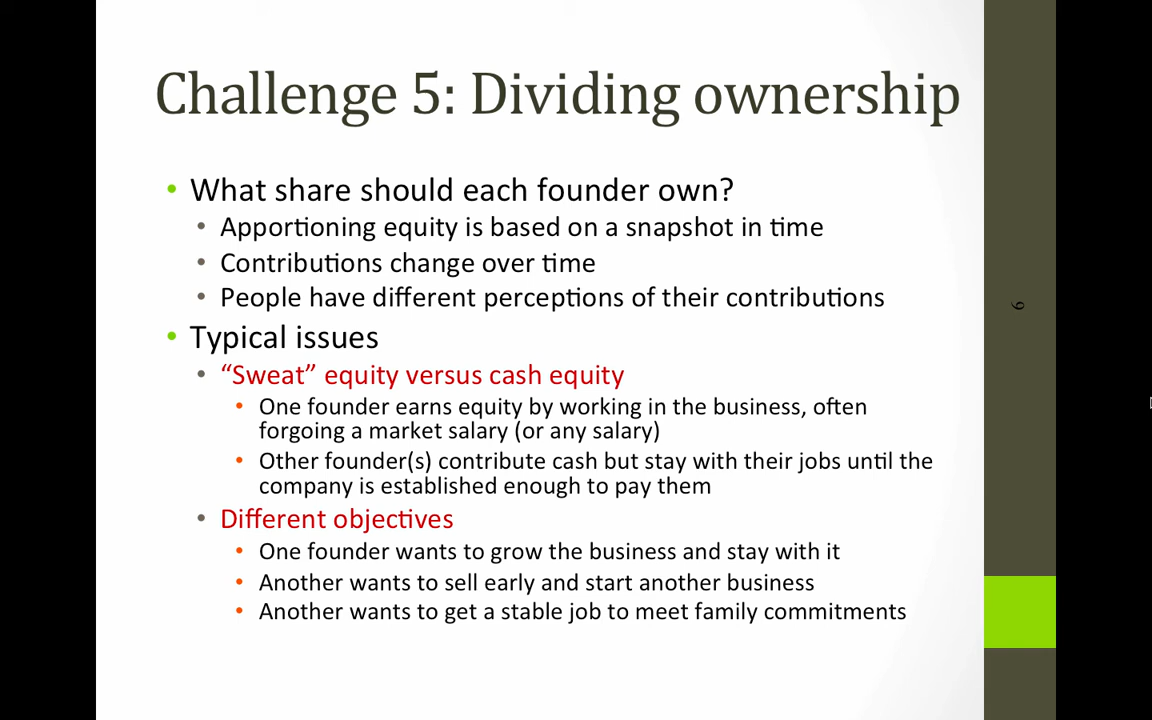 Challenge 5: Dividing ownership
• What share should each founder own?
• Apportioning equity is based on a snapshot in time
• Contributions change over time
• People have different perceptions of their contributions
• Typical issues
• “Sweat” equity versus cash equity
• One founder earns equity by working in the business, often
forgoing a market salary (or any salary)
• Other founder(s) contribute cash but stay with their jobs until the
company is established enough to pay them
• Different objectives
• One founder wants to grow the business and stay with it
• Another wants to sell early and start another business
• Another wants to get a stable job to meet family commitments